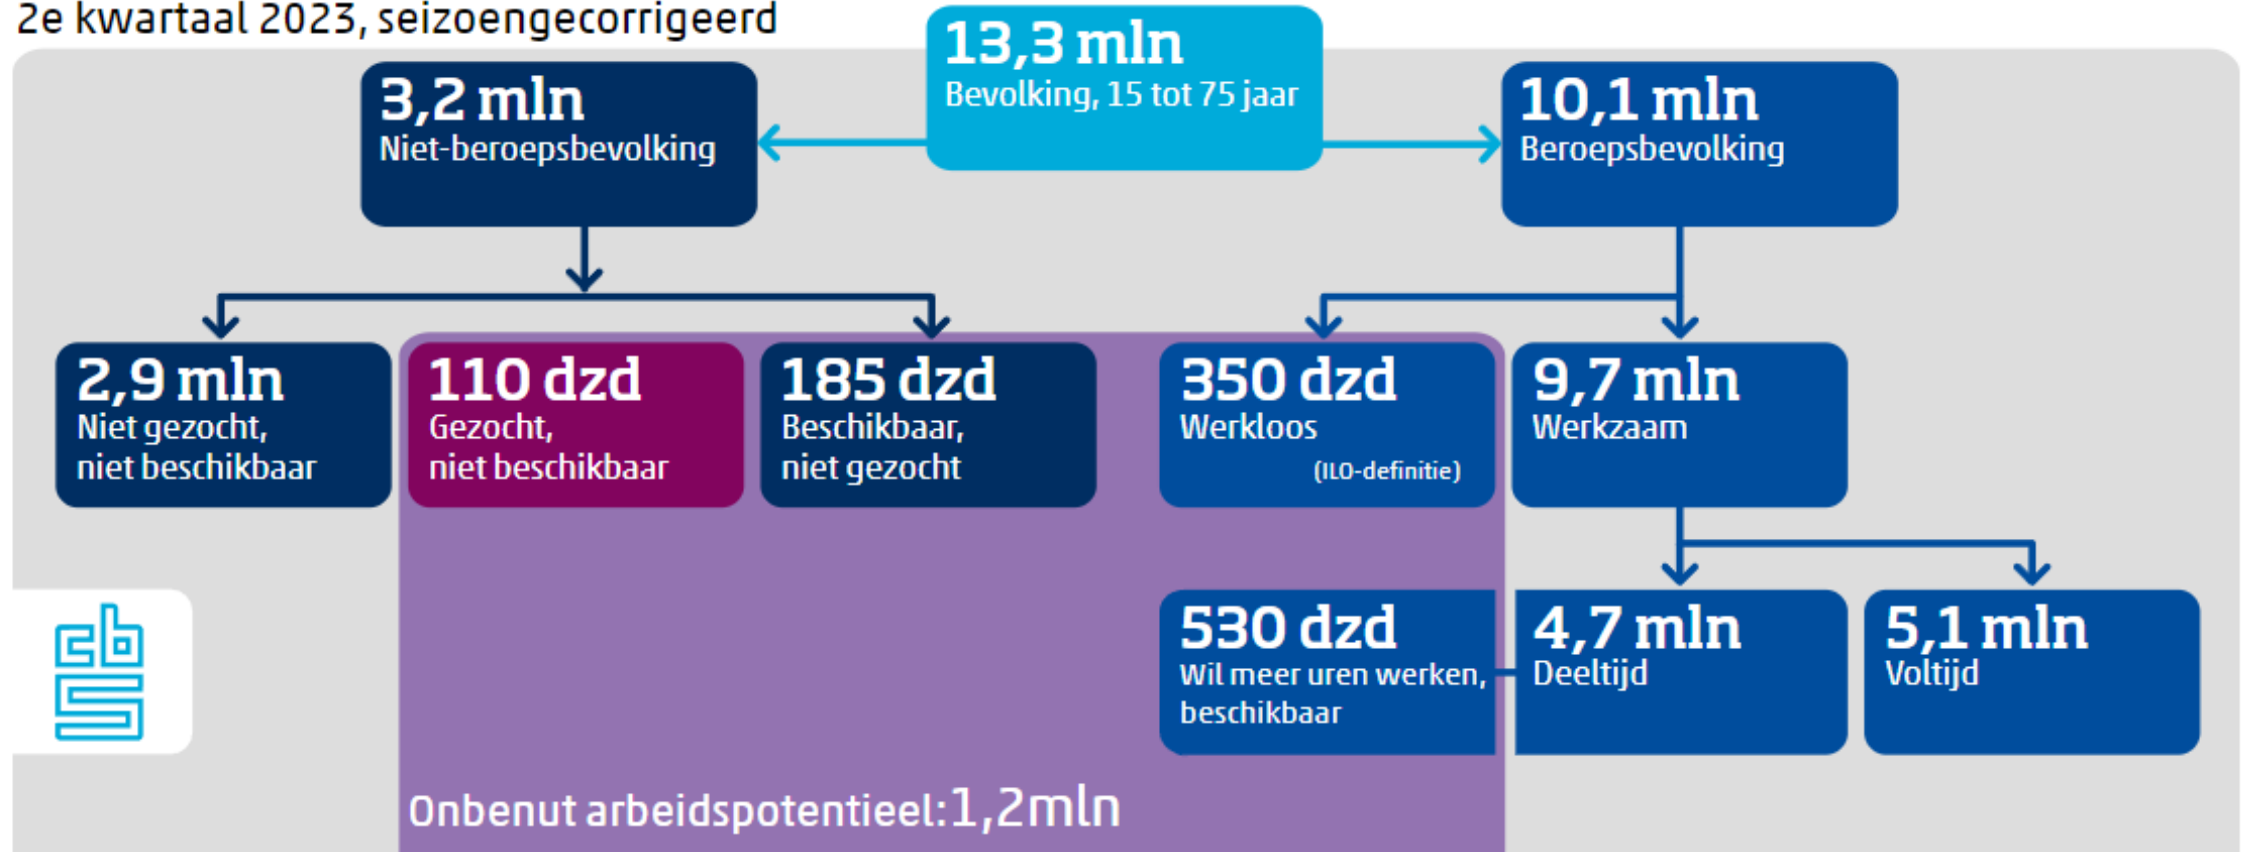 2e kwartaal 2023, seizoengecorrigeerd
13,3 mln
Bevolking, 15 tot 75 jaar
3,2 mln
Niet-beroepsbevolking
10,1 mln
Beroepsbevolking
2,9 mln
Niet gezocht,
niet beschikbaar
110 dzd
Gezocht,
niet beschikbaar
185 dzd
Beschikbaar,
niet gezocht
350 dzd
Werkloos
(ILO-definitie)
9,7 mln
Werkzaam
530 dzd
Wil meer uren werken,
beschikbaar
4,7 mln
Deeltijd
5,1 mln
Voltijd
cbs
Onbenut arbeidspotentieel:1,2mln